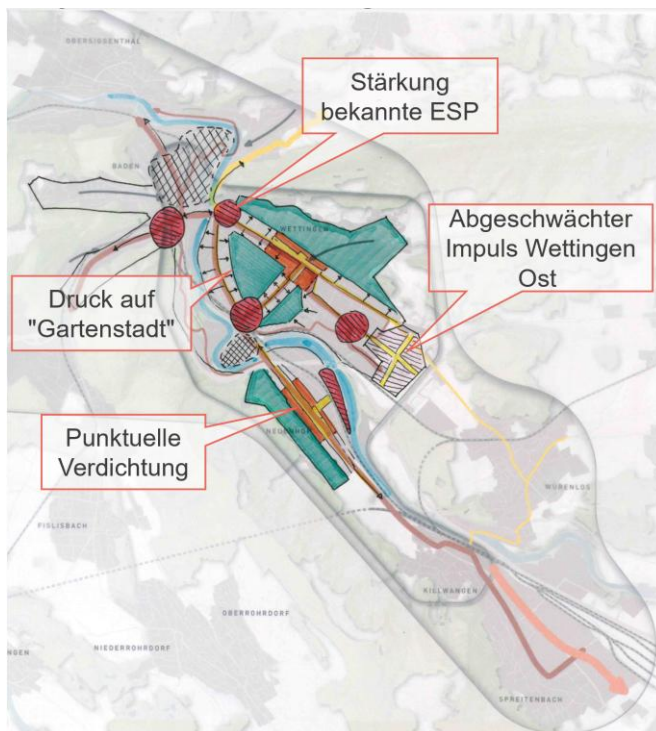 OBERSIGGENTHAL
Stärkung
bekannte ESP
BADEN
WETTINGEN
Abgeschwächter
Impuls Wettingen
Ost
Druck auf
"Gartenstadt"
Punktuelle
Verdichtung
NEUENHOF
WÜRENLOS
FISLISBACH
KILLWANGEN
OBERROHRDORF
NIEDERROHRDORF
NGEN
SPREITENBACH